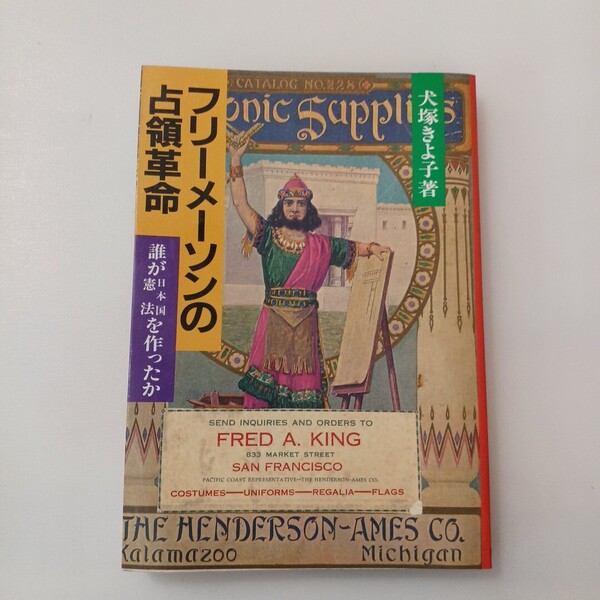 フリーメーソンの
占領革命
誰が日本国憲法を作ったか
犬塚きよ子著
CATALOG NO.228
onic Supplies
SEND INQUIRIES AND ORDERS TO
FRED A. KING
833 MARKET STREET
SAN FRANCISCO
PACIFIC COAST REPRESENTATIVE—THE HENDERSON-AMES CO.
COSTUMES—UNIFORMS—REGALIA—FLAGS
THE HENDERSON-AMES CO.
Kalamazoo Michigan